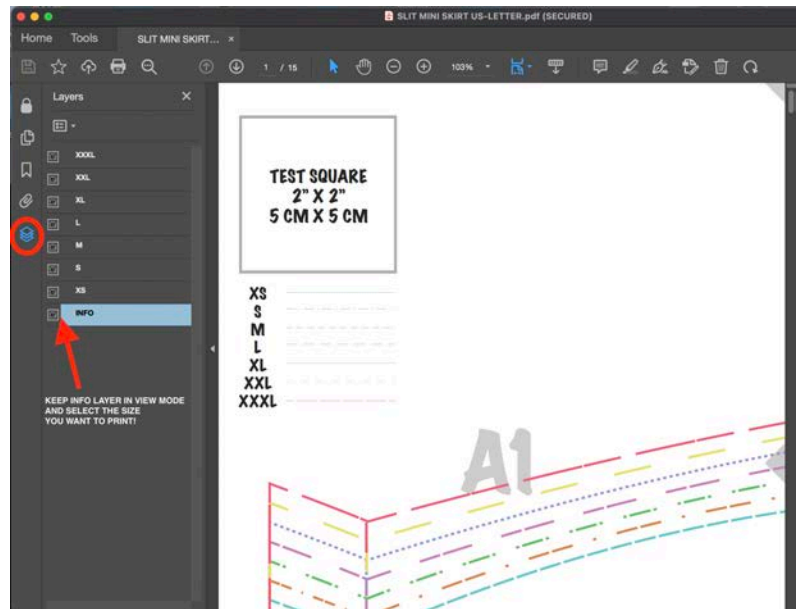 SLIT MINI SKIRT US-LETTER.pdf (SECURED)
Home Tools SLIT MINI SKIRT... ×
1 / 15 103%
Layers ×
XXXL
XXL
XL
L
M
S
XS
INFO
KEEP INFO LAYER IN VIEW MODE
AND SELECT THE SIZE
YOU WANT TO PRINT!
TEST SQUARE
2" X 2"
5 CM X 5 CM
XS
S
M
L
XL
XXL
XXXL
A1